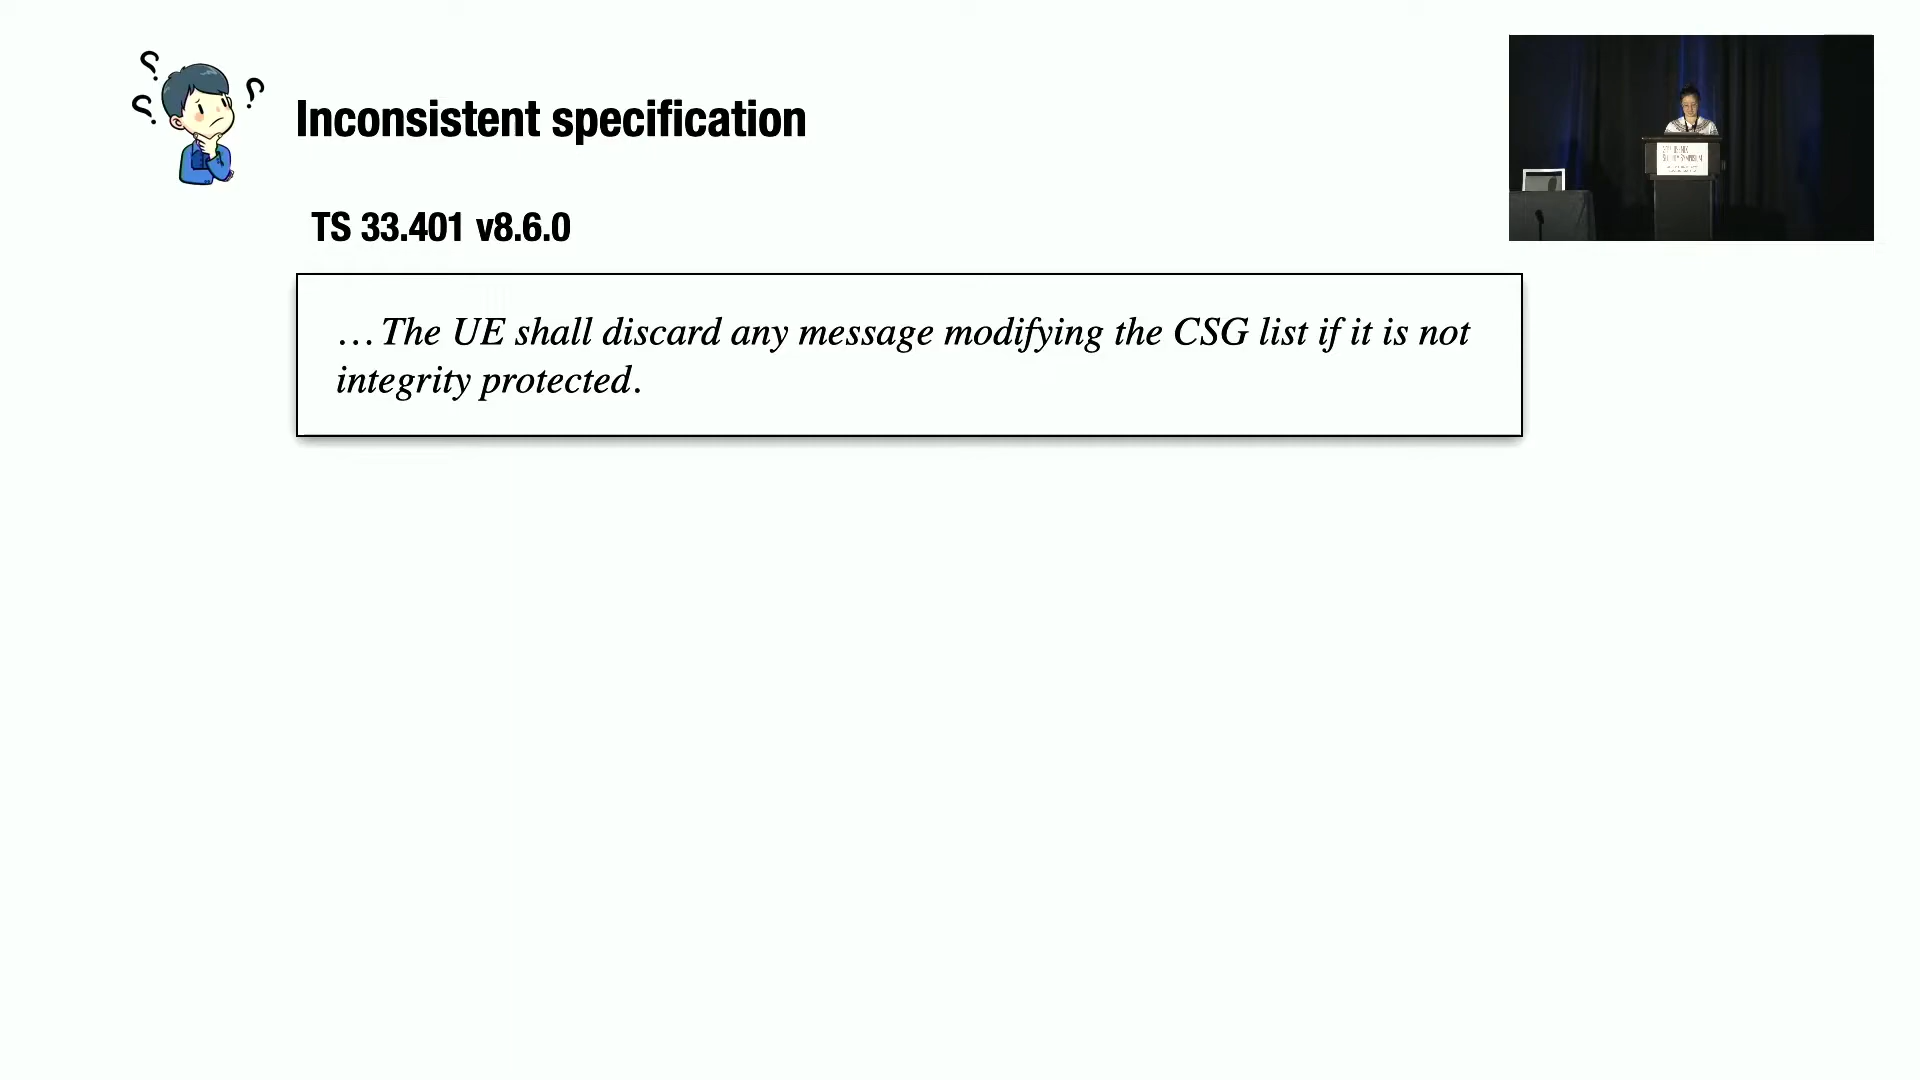 Inconsistent specification
TS 33.401 v8.6.0
…The UE shall discard any message modifying the CSG list if it is not
integrity protected.